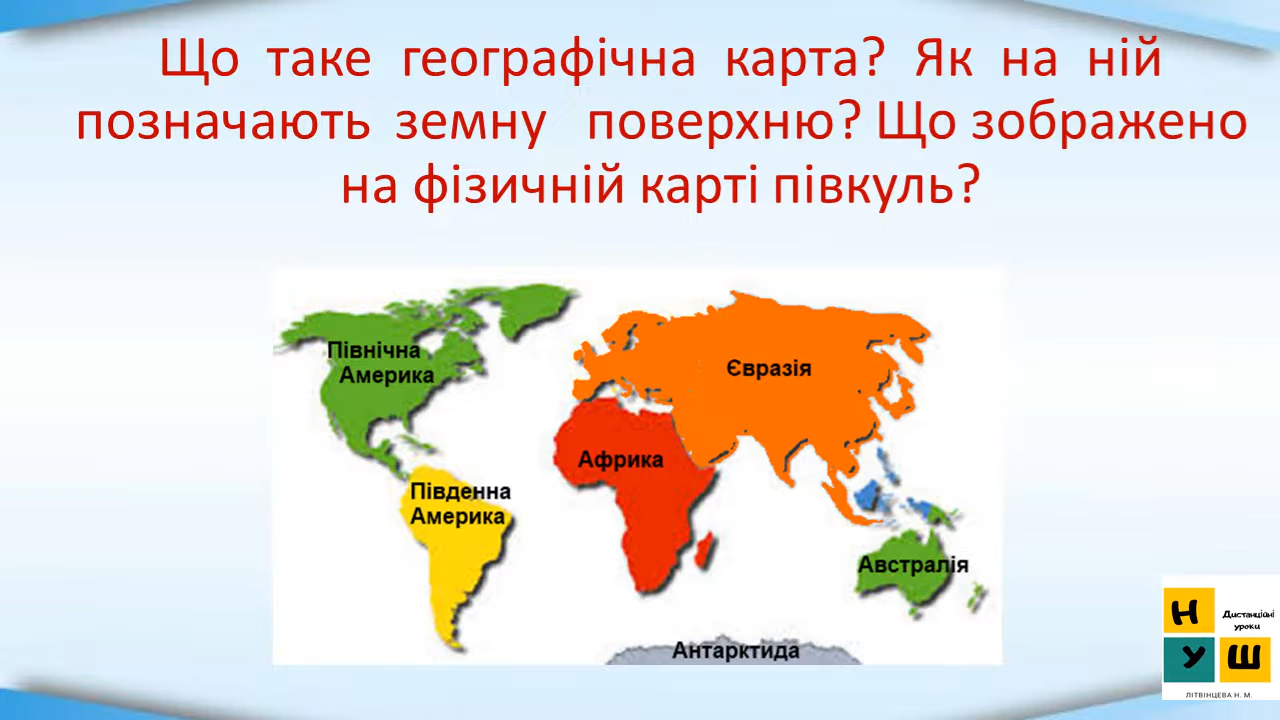 Що таке географічна карта? Як на ній
позначають земну поверхню? Що зображено
на фізичній карті півкуль?
Північна
Америка
Євразія
Африка
Південна
Америка
Австралія
Антарктида
Н
Дистанційні
уроки
У Ш
ЛІТВІНЦЕВА Н. М.